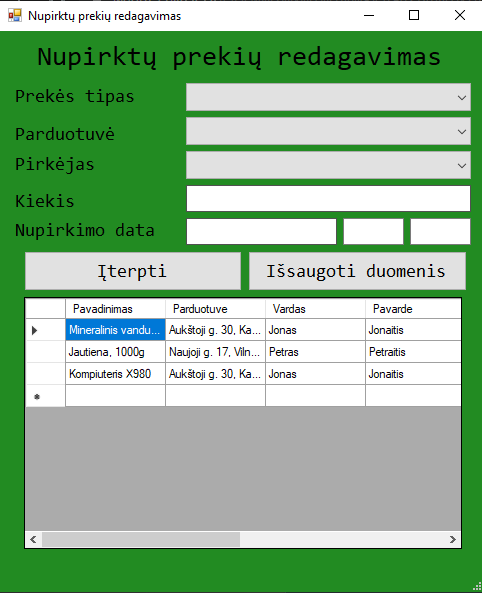 Nupirktų prekių redagavimas
Nupirktų prekių redagavimas
Prekės tipas
Parduotuvė
Pirkėjas
Kiekis
Nupirkimo data
Įterpti Išsaugoti duomenis
Pavadinimas Parduotuve Vardas Pavarde
Mineralinis vandu... Aukštoji g. 30, Ka... Jonas Jonaitis
Jautiena, 1000g Naujoji g. 17, Viln... Petras Petraitis
Kompiuteris X980 Aukštoji g. 30, Ka... Jonas Jonaitis